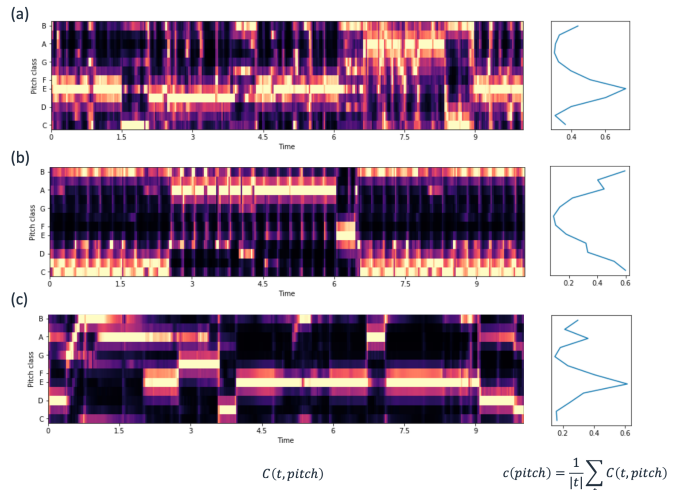 (a)
B
A
G
F
E
D
C
Pitch class
0
1.5
3
4.5
6
7.5
9
Time
0.4 0.6
(b)
B
A
G
F
E
D
C
Pitch class
0
1.5
3
4.5
6
7.5
9
Time
0.2 0.4 0.6
(c)
B
A
G
F
E
D
C
Pitch class
0
1.5
3
4.5
6
7.5
9
Time
0.2 0.4 0.6
C(t, pitch)
c(pitch) = 1/|t| ∑ C(t, pitch)